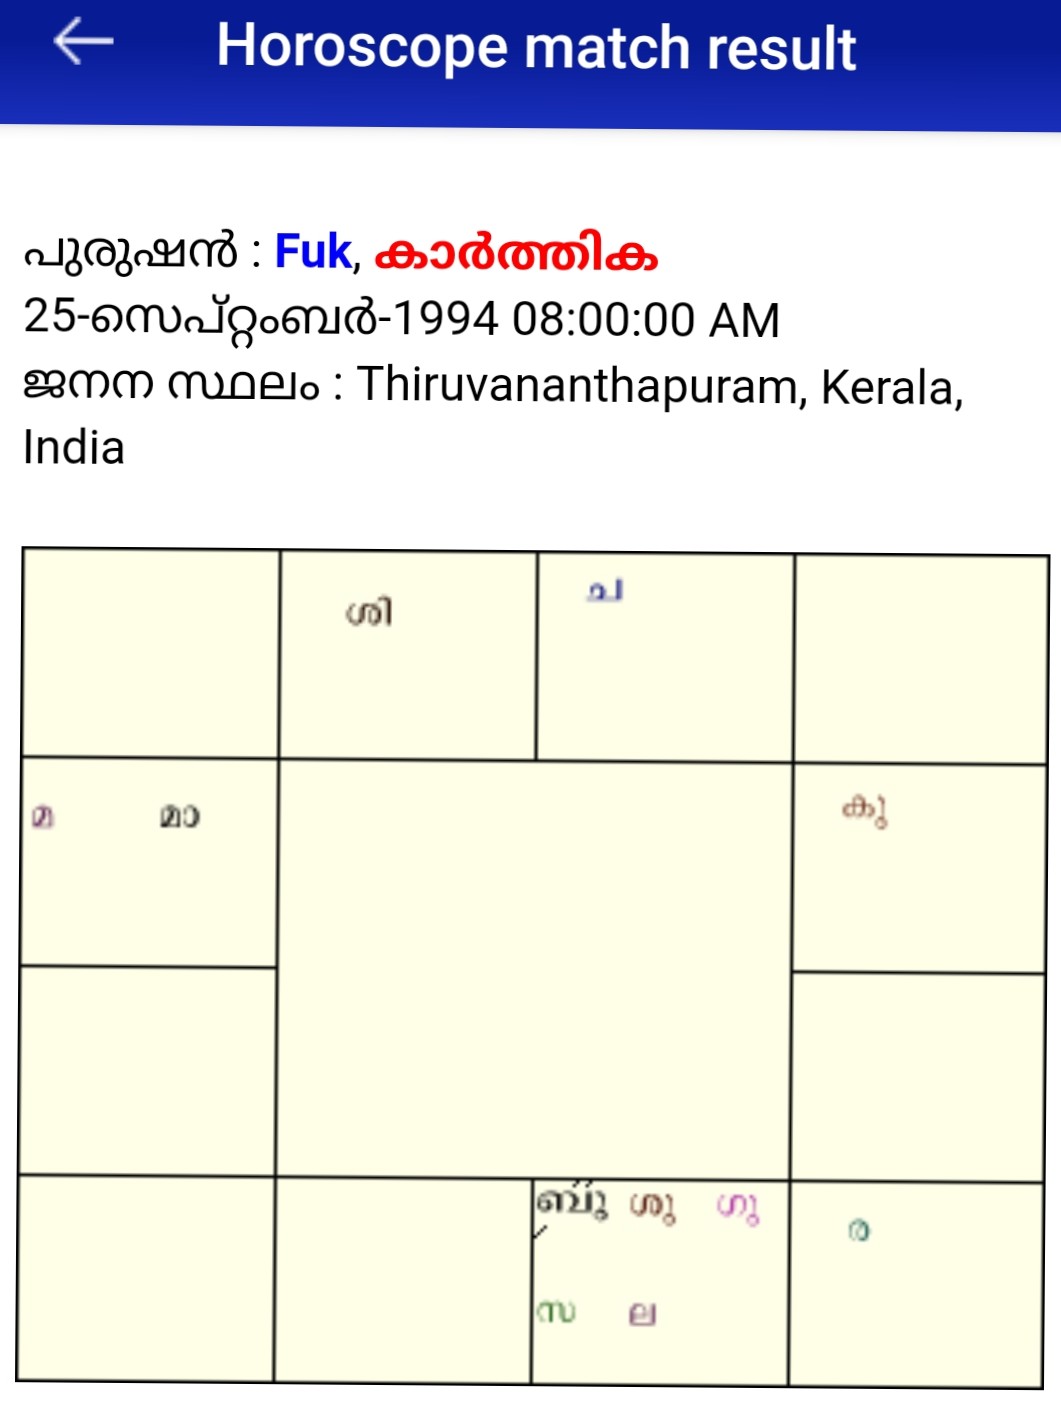 Horoscope match result
പുരുഷൻ : Fuk, കാർത്തിക
25-സെപ്റ്റംബർ-1994 08:00:00 AM
ജനന സ്ഥലം : Thiruvananthapuram, Kerala,
India
ശി ച
മ മാ കു
ബു ശു ഗു ര
സ ല